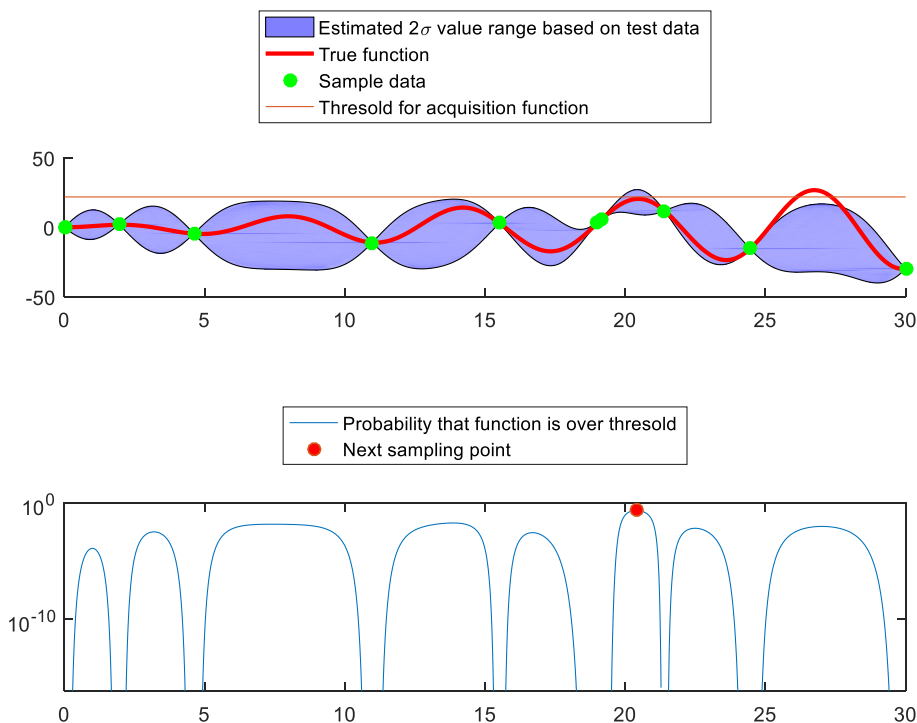 Estimated 2σ value range based on test data
True function
Sample data
Thresold for acquisition function
50
0
-50
0 5 10 15 20 25 30
Probability that function is over thresold
Next sampling point
10^0
10^-10
0 5 10 15 20 25 30